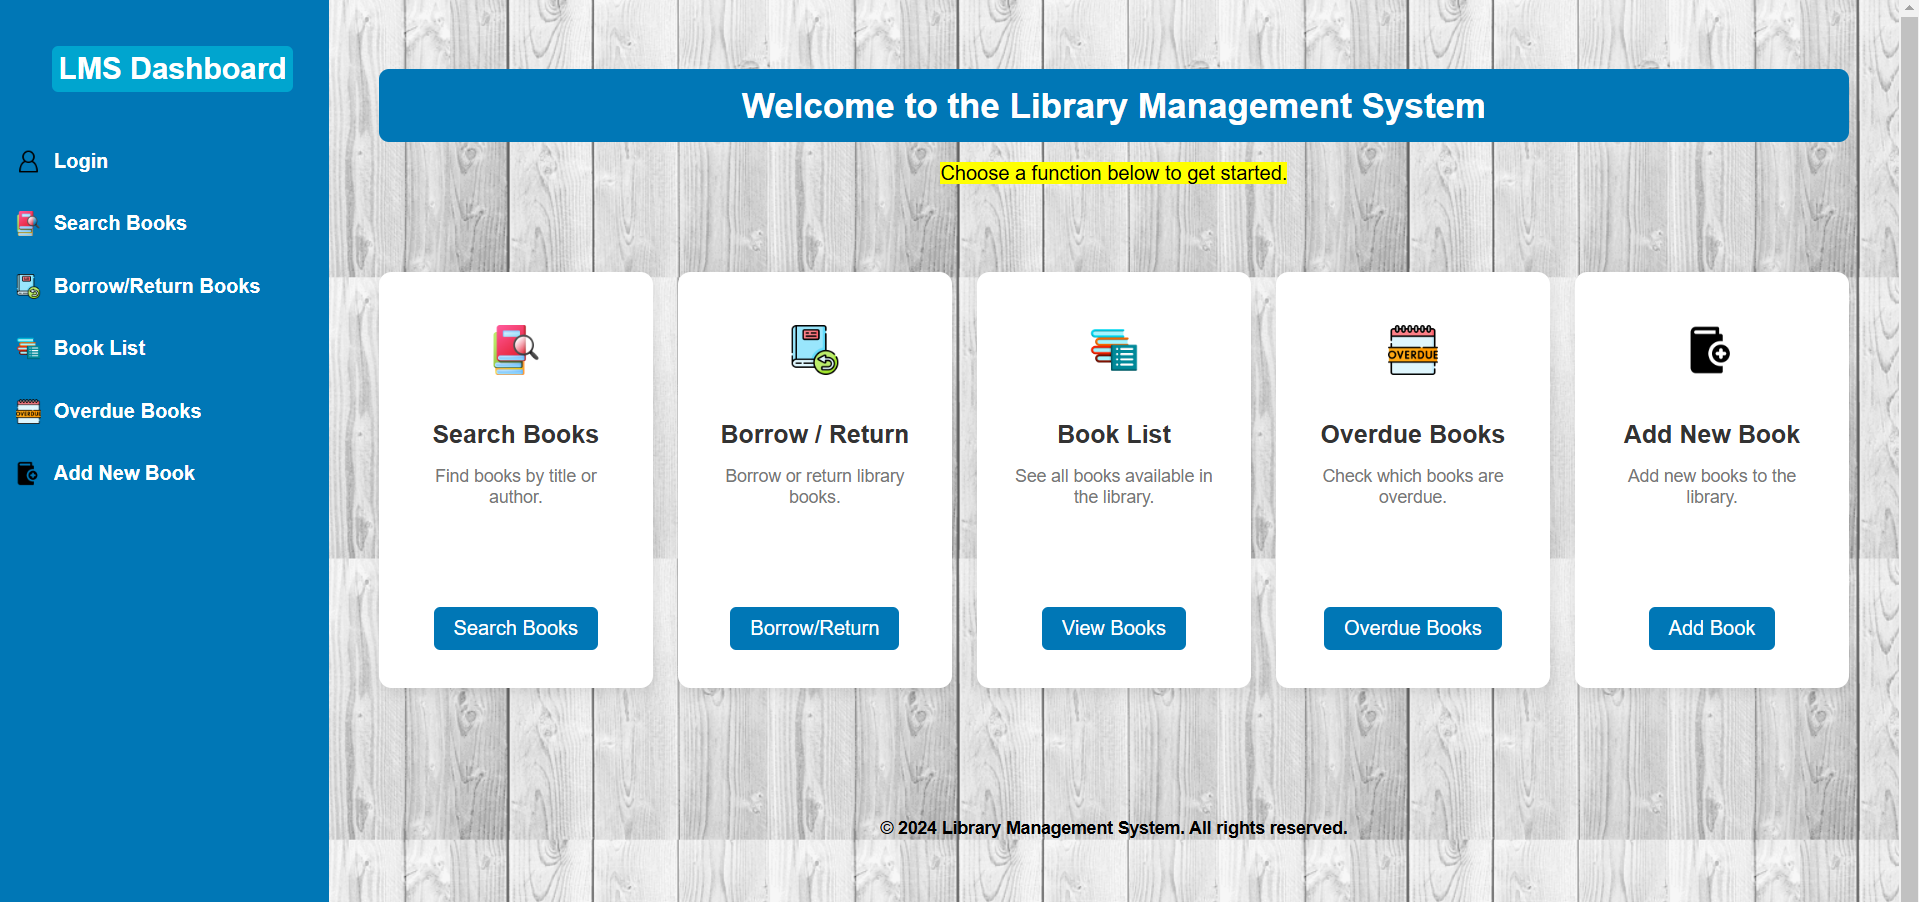 LMS Dashboard
Login
Search Books
Borrow/Return Books
Book List
OVERDUE
Overdue Books
Add New Book
Welcome to the Library Management System
Choose a function below to get started.
Search Books
Find books by title or
author.
Search Books
Borrow / Return
Borrow or return library
books.
Borrow/Return
Book List
See all books available in
the library.
View Books
OVERDUE
Overdue Books
Check which books are
overdue.
Overdue Books
Add New Book
Add new books to the
library.
Add Book
© 2024 Library Management System. All rights reserved.